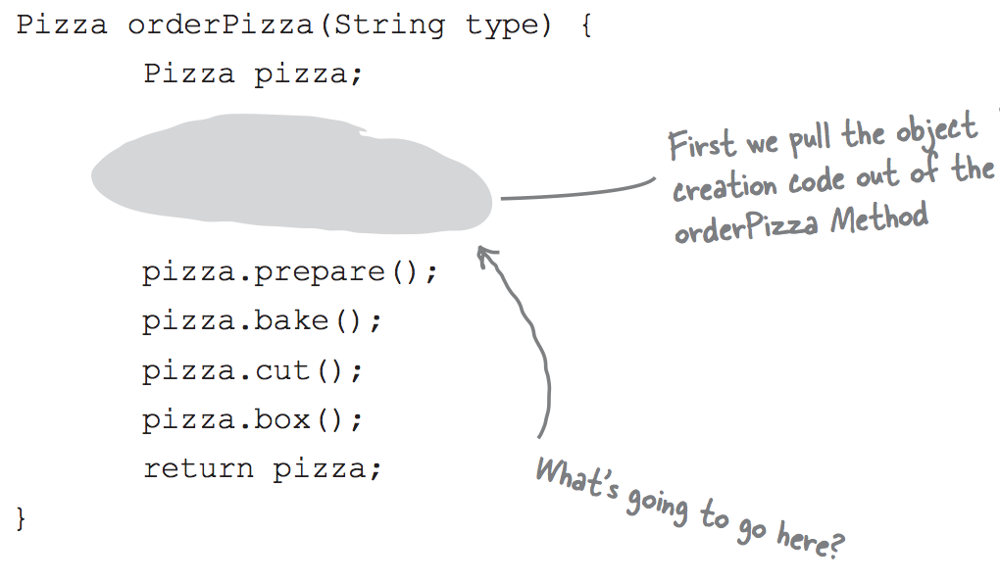 Pizza orderPizza(String type) {
Pizza pizza;
First we pull the object
creation code out of the
orderPizza Method
pizza.prepare();
pizza.bake();
pizza.cut();
pizza.box();
return pizza;
What's going to go here?
}